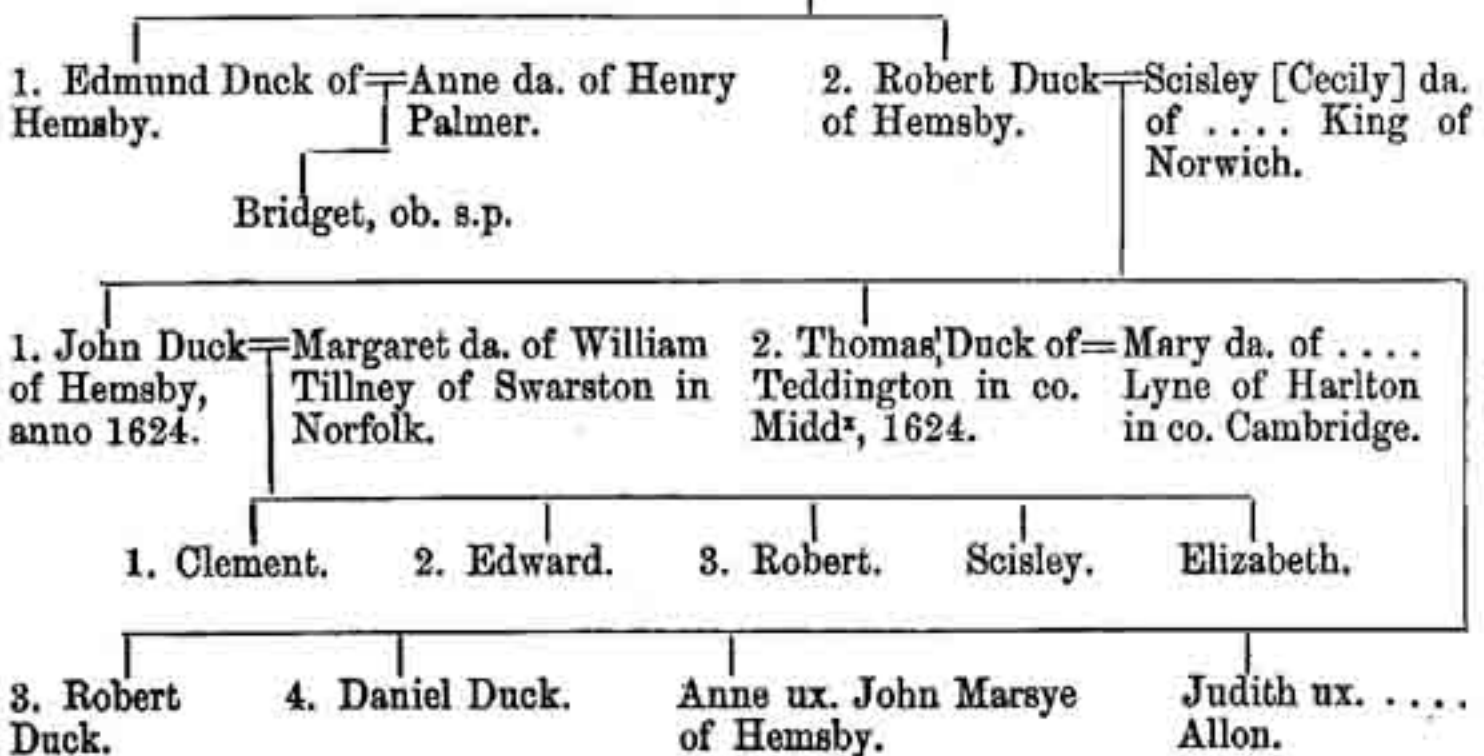 1. Edmund Duck of
Hemsby.
Anne da. of Henry
Palmer.
2. Robert Duck
of Hemsby.
Scisley [Cecily] da.
of .... King of
Norwich.
Bridget, ob. s.p.
1. John Duck
of Hemsby,
anno 1624.
Margaret da. of William
Tillney of Swarston in
Norfolk.
2. Thomas Duck of
Teddington in co.
Middˣ, 1624.
Mary da. of ....
Lyne of Harlton
in co. Cambridge.
1. Clement. 2. Edward. 3. Robert. Scisley. Elizabeth.
3. Robert
Duck.
4. Daniel Duck.
Anne ux. John Marsye
of Hemsby.
Judith ux. .....
Allon.